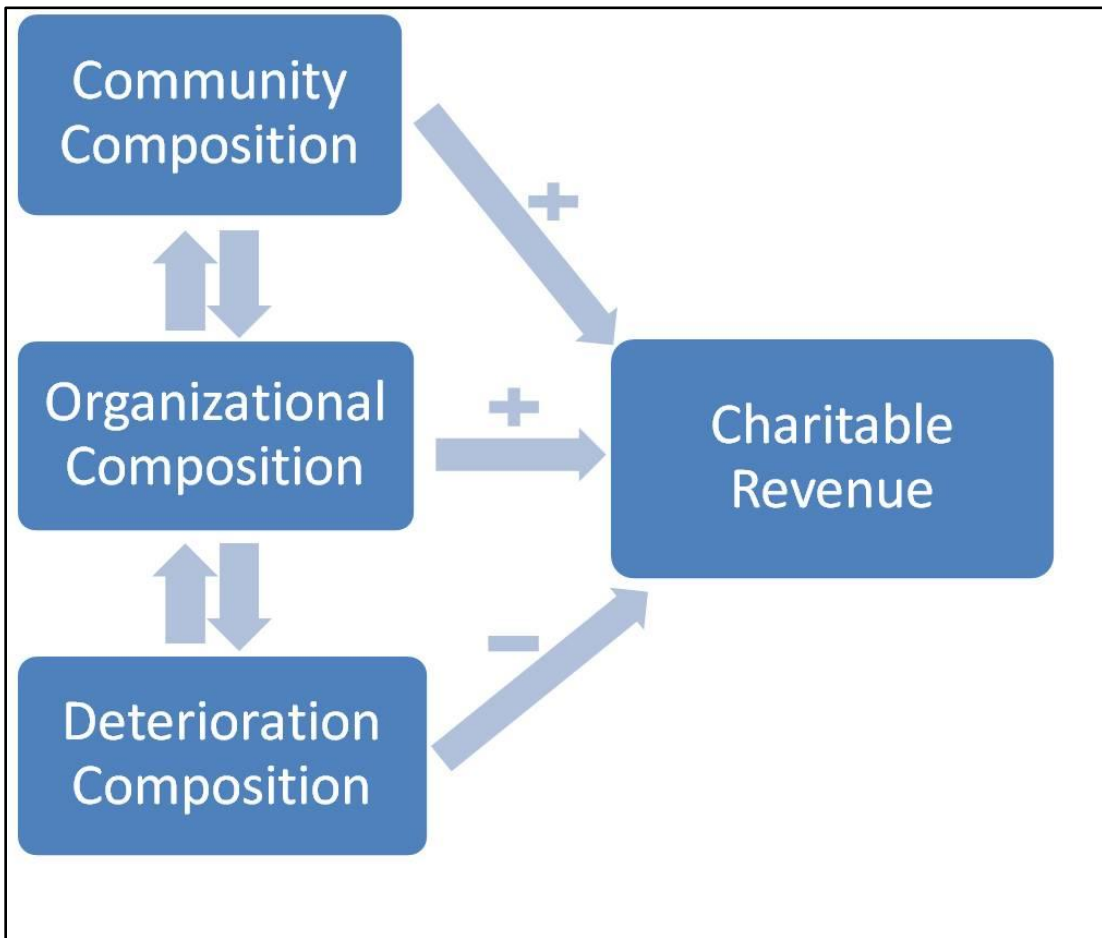 Community
Composition
+
Organizational
Composition
+
Charitable
Revenue
−
Deterioration
Composition